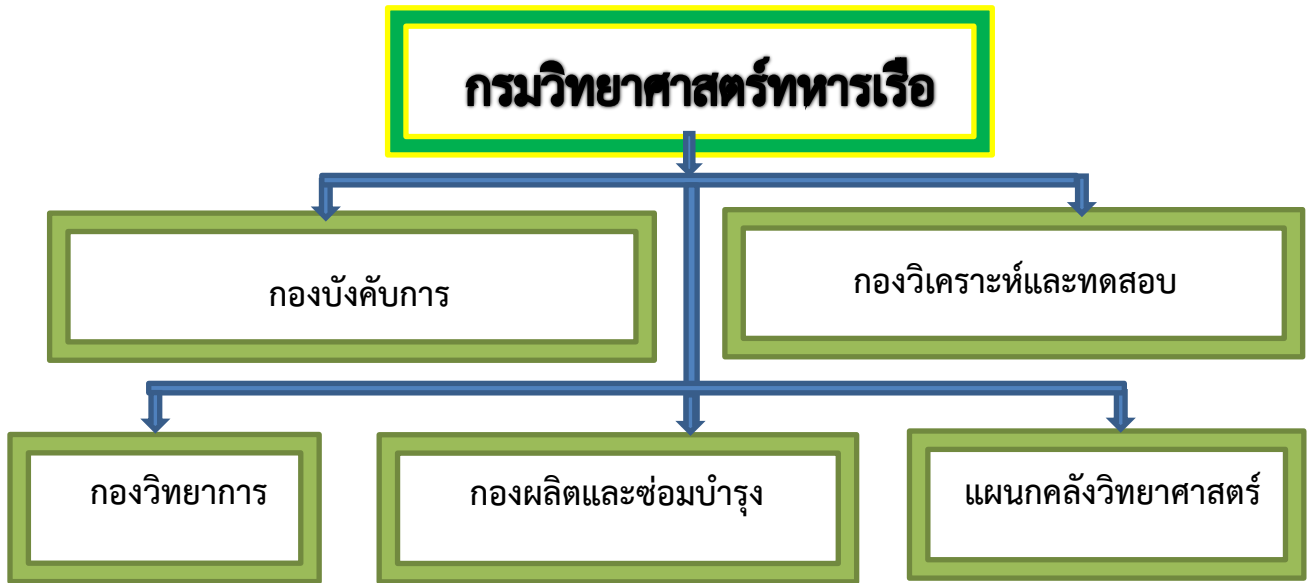 กรมวิทยาศาสตร์ทหารเรือ
กองบังคับการ
กองวิเคราะห์และทดสอบ
กองวิทยาการ
กองผลิตและซ่อมบำรุง
แผนกคลังวิทยาศาสตร์